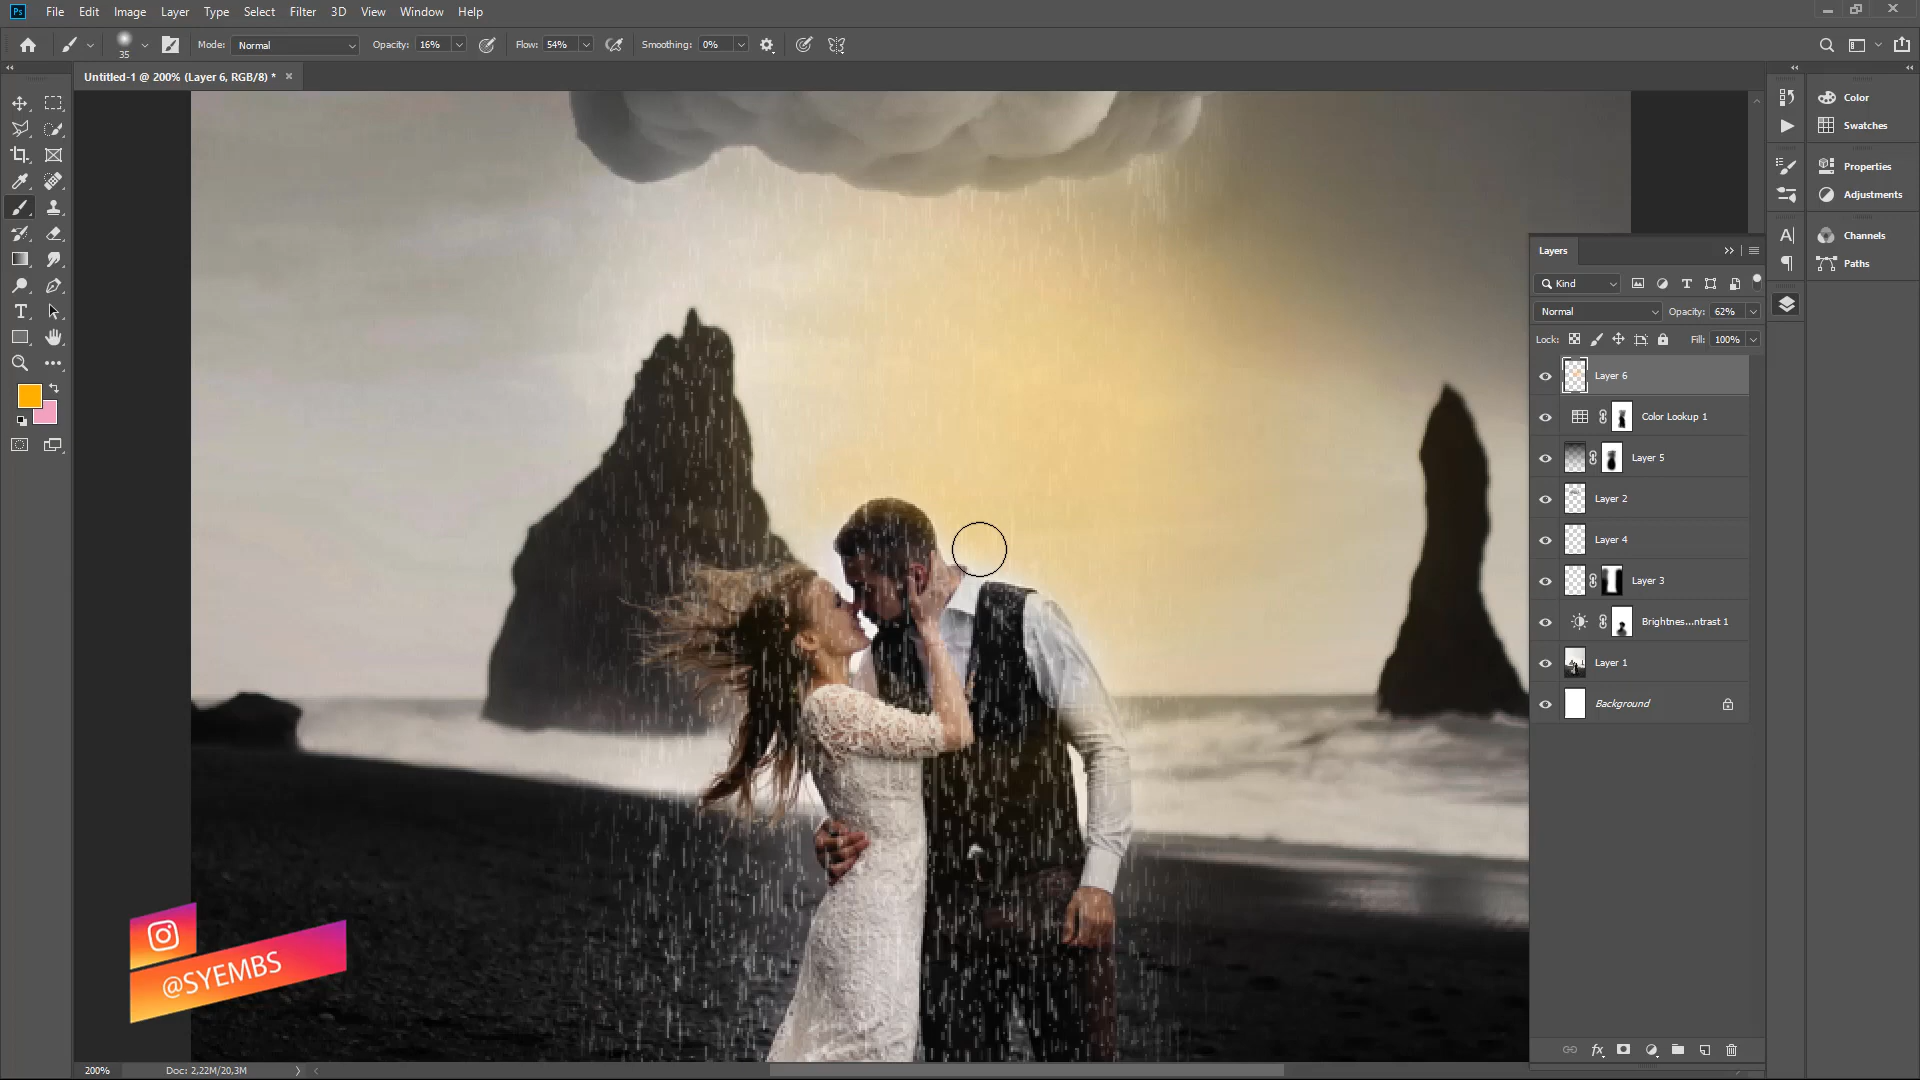 Ps File Edit Image Layer Type Select Filter 3D View Window Help
35 Mode: Normal Opacity: 16% Flow: 54% Smoothing: 0%
Untitled-1 @ 200% (Layer 6, RGB/8) *
Color
Swatches
Properties
Adjustments
Channels
Paths
Layers
Kind
Normal Opacity: 62%
Lock: Fill: 100%
Layer 6
Color Lookup 1
Layer 5
Layer 2
Layer 4
Layer 3
Brightnes...ntrast 1
Layer 1
Background
@SYEMBS
200% Doc: 2,22M/20,3M